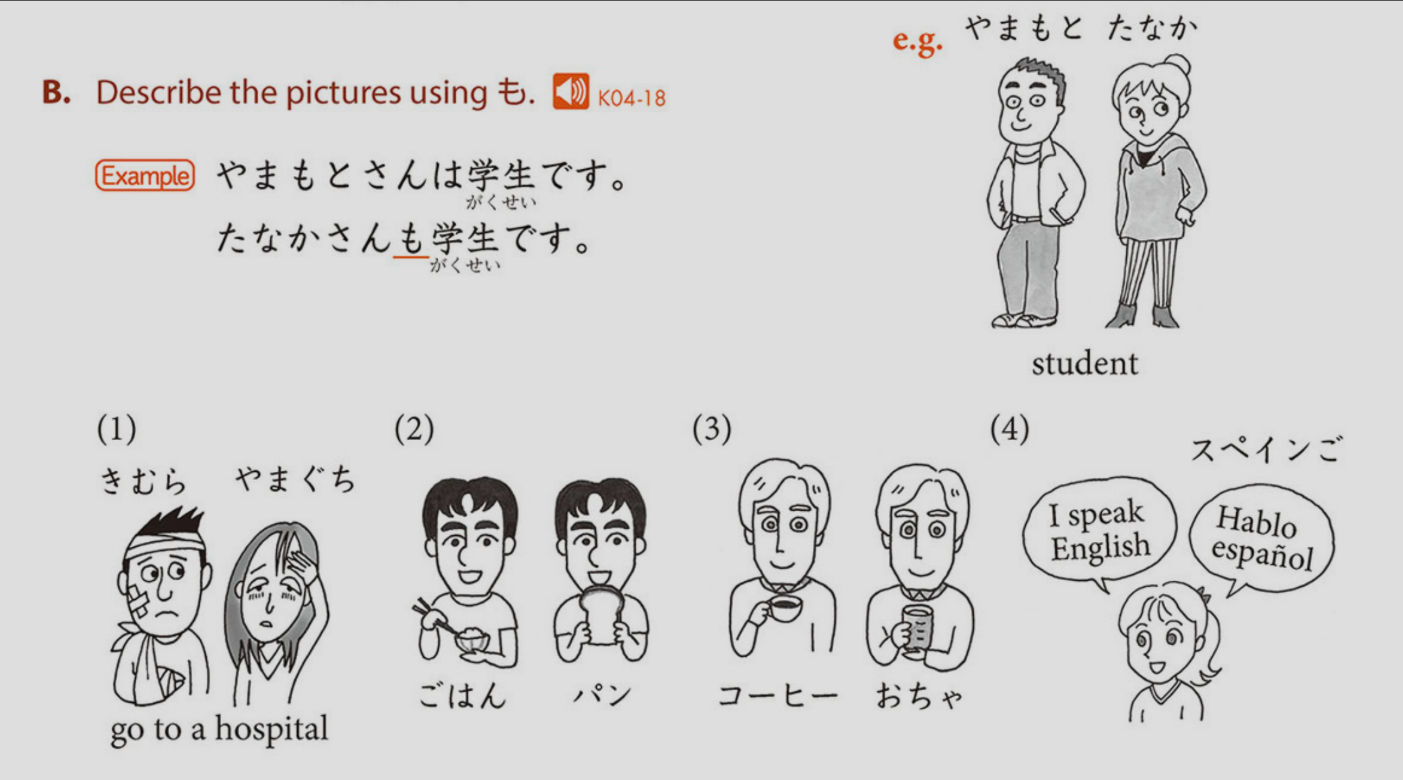 B. Describe the pictures using も。 K04-18
Example やまもとさんは学生です。
がくせい
たなかさんも学生です。
がくせい
e.g. やまもと たなか
student
(1)
きむら やまぐち
go to a hospital
(2)
ごはん パン
(3)
コーヒー おちゃ
(4)
スペインご
I speak
English
Hablo
español